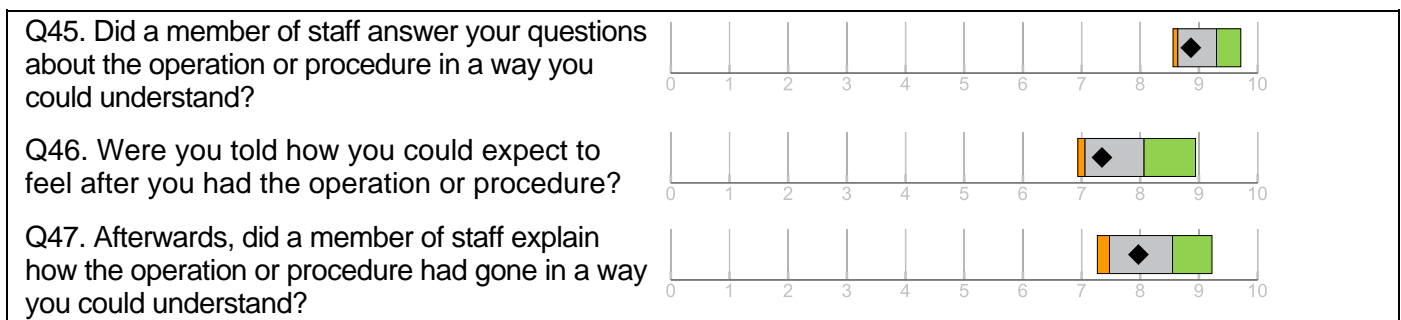 Q45. Did a member of staff answer your questions
about the operation or procedure in a way you
could understand?
0 1 2 3 4 5 6 7 8 9 10
Q46. Were you told how you could expect to
feel after you had the operation or procedure?
0 1 2 3 4 5 6 7 8 9 10
Q47. Afterwards, did a member of staff explain
how the operation or procedure had gone in a way
you could understand?
0 1 2 3 4 5 6 7 8 9 10